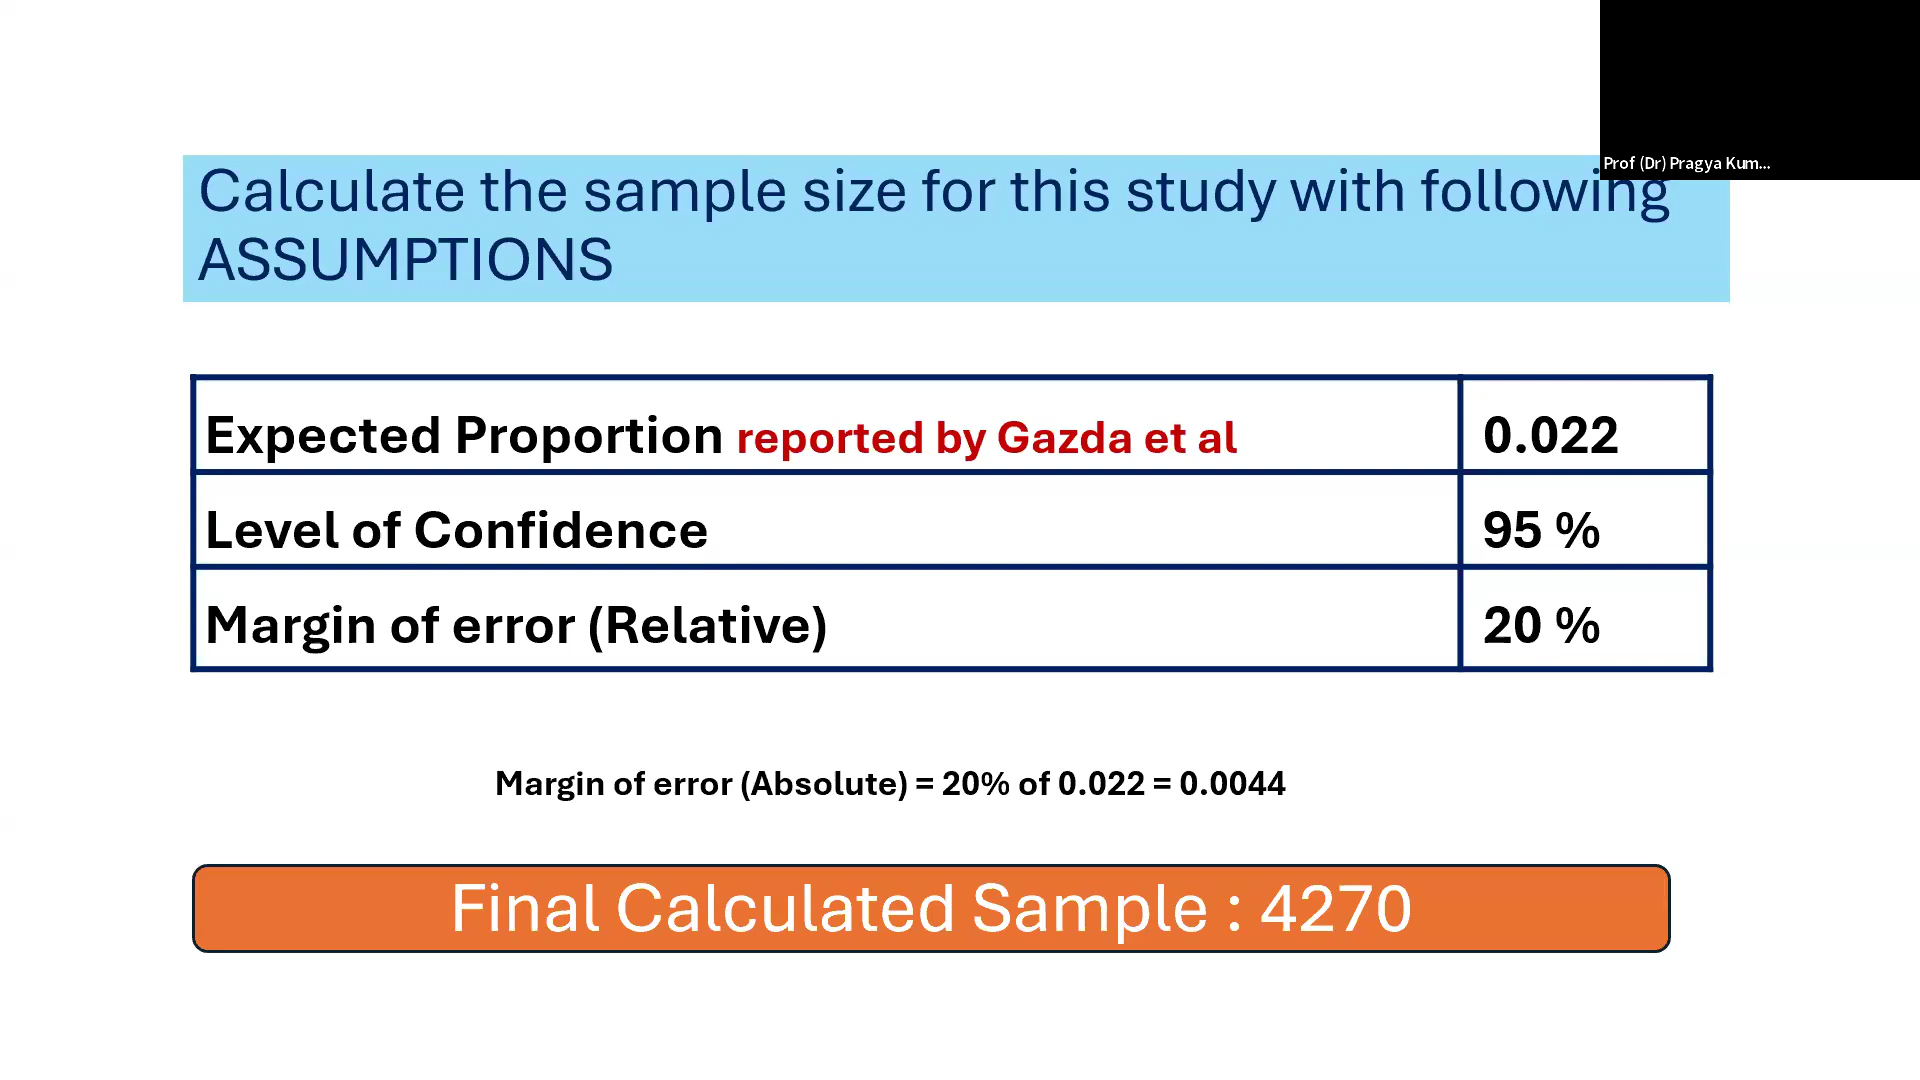 Prof (Dr) Pragya Kum...
Calculate the sample size for this study with following
ASSUMPTIONS
Expected Proportion reported by Gazda et al 0.022
Level of Confidence 95 %
Margin of error (Relative) 20 %
Margin of error (Absolute) = 20% of 0.022 = 0.0044
Final Calculated Sample : 4270